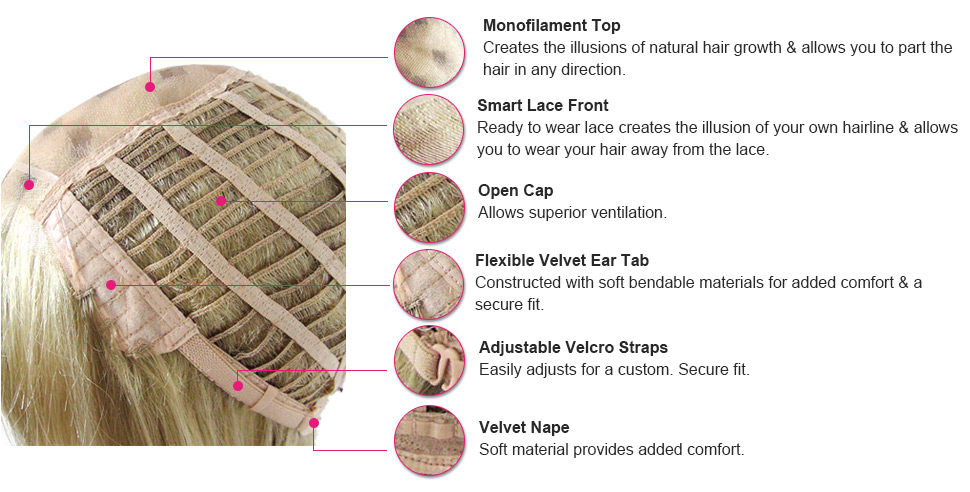 Monofilament Top
Creates the illusions of natural hair growth & allows you to part the
hair in any direction.
Smart Lace Front
Ready to wear lace creates the illusion of your own hairline & allows
you to wear your hair away from the lace.
Open Cap
Allows superior ventilation.
Flexible Velvet Ear Tab
Constructed with soft bendable materials for added comfort & a
secure fit.
Adjustable Velcro Straps
Easily adjusts for a custom. Secure fit.
Velvet Nape
Soft material provides added comfort.